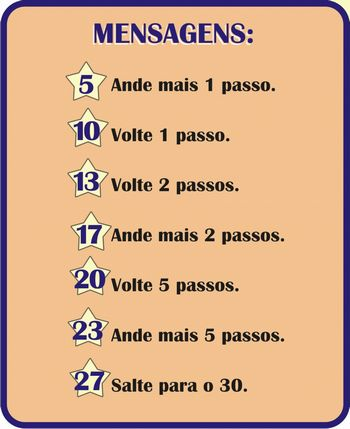 MENSAGENS:
5 Ande mais 1 passo.
10 Volte 1 passo.
13 Volte 2 passos.
17 Ande mais 2 passos.
20 Volte 5 passos.
23 Ande mais 5 passos.
27 Salte para o 30.